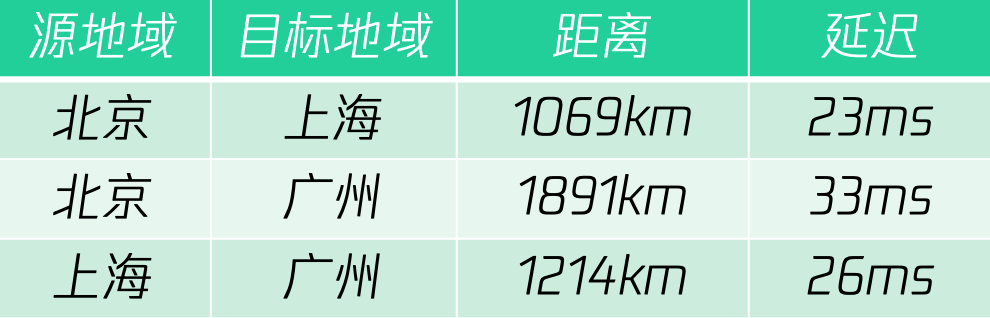 源地域 目标地域 距离 延迟
北京 上海 1069km 23ms
北京 广州 1891km 33ms
上海 广州 1214km 26ms